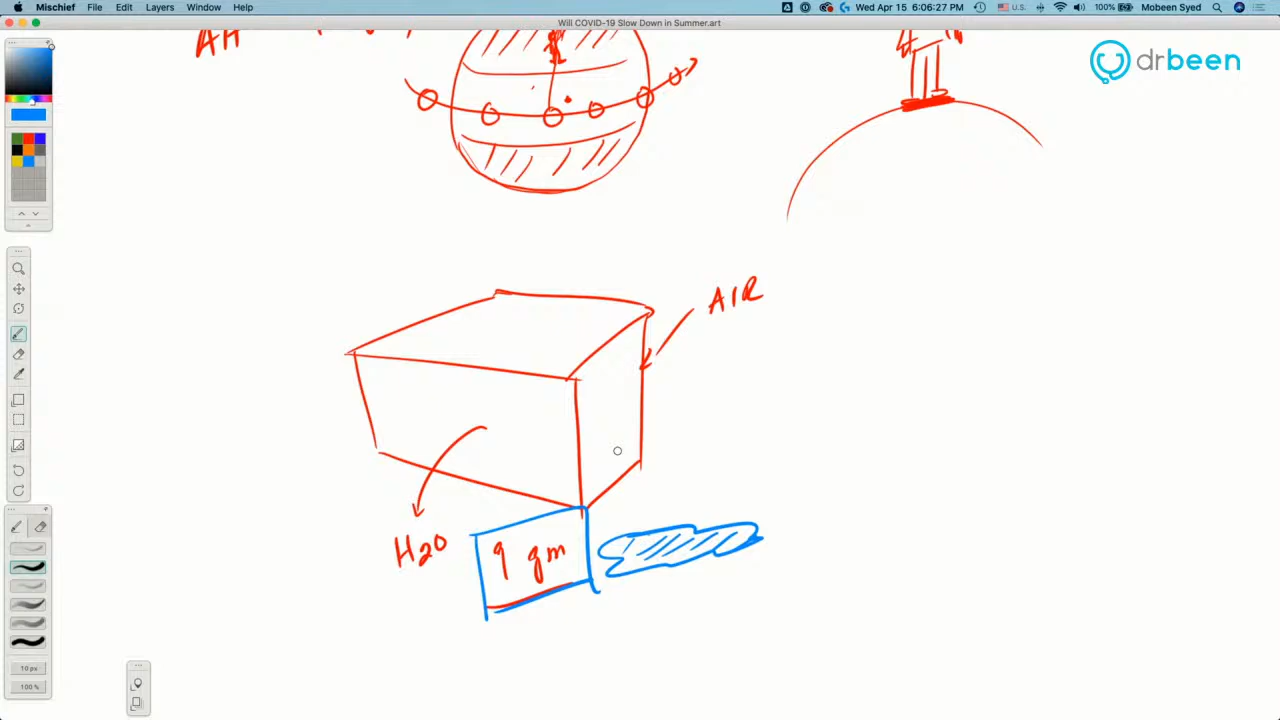 Mischief File Edit Layers Window Help
U.S. 100% Wed Apr 15 6:06:27 PM Mobeen Syed
Will COVID-19 Slow Down in Summer.art
drbeen
AH
AIR
H2O
9 gm
10 px
100 %